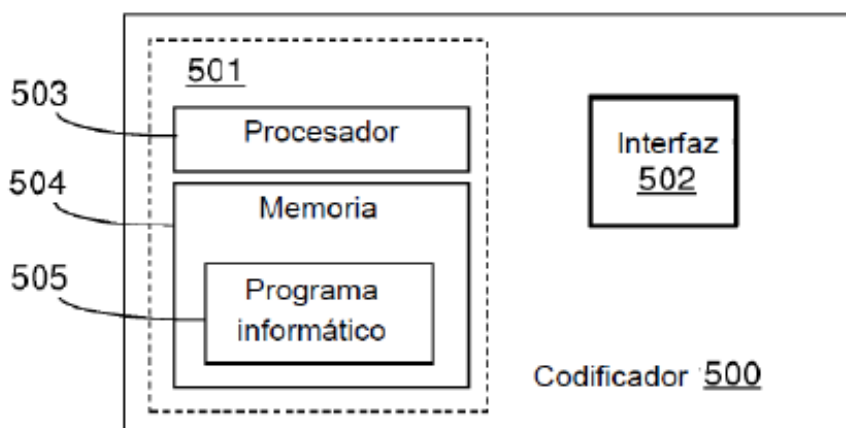 501
503
Procesador
Interfaz
502
504
Memoria
505
Programa
informático
Codificador 500